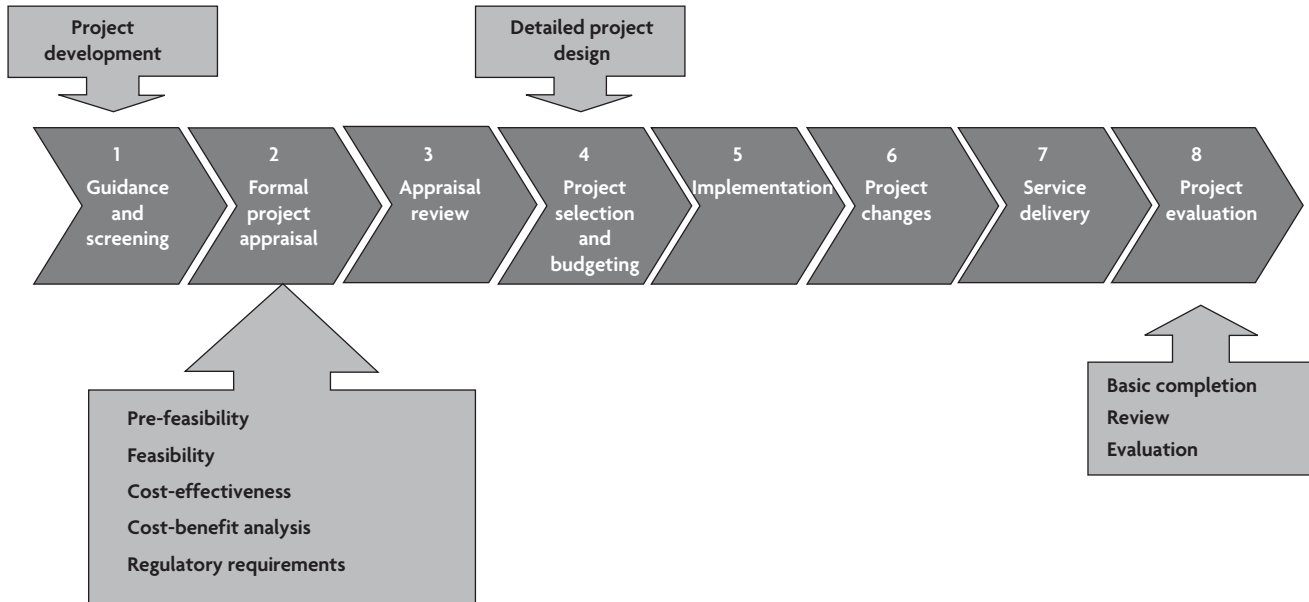 Project
development
Detailed project
design
1
Guidance
and
screening
2
Formal
project
appraisal
3
Appraisal
review
4
Project
selection
and
budgeting
5
Implementation
6
Project
changes
7
Service
delivery
8
Project
evaluation
Pre-feasibility
Feasibility
Cost-effectiveness
Cost-benefit analysis
Regulatory requirements
Basic completion
Review
Evaluation